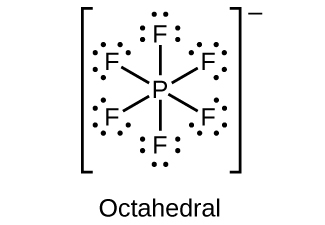 [ F ]−
F F
P
F F
F
Octahedral